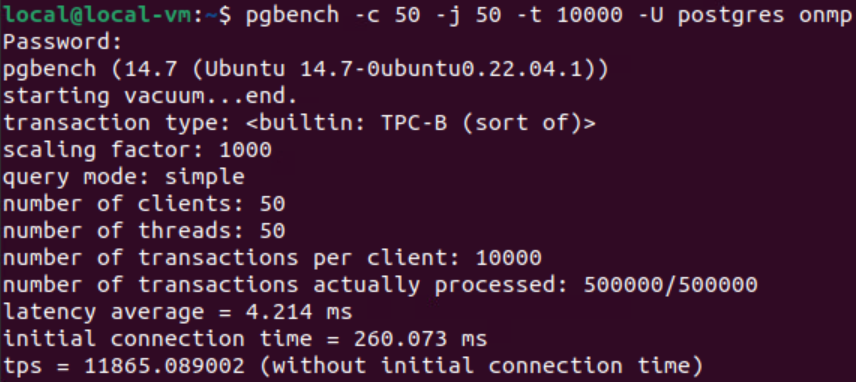 local@local-vm:~$ pgbench -c 50 -j 50 -t 10000 -U postgres onmp
Password:
pgbench (14.7 (Ubuntu 14.7-0ubuntu0.22.04.1))
starting vacuum...end.
transaction type: <builtin: TPC-B (sort of)>
scaling factor: 1000
query mode: simple
number of clients: 50
number of threads: 50
number of transactions per client: 10000
number of transactions actually processed: 500000/500000
latency average = 4.214 ms
initial connection time = 260.073 ms
tps = 11865.089002 (without initial connection time)